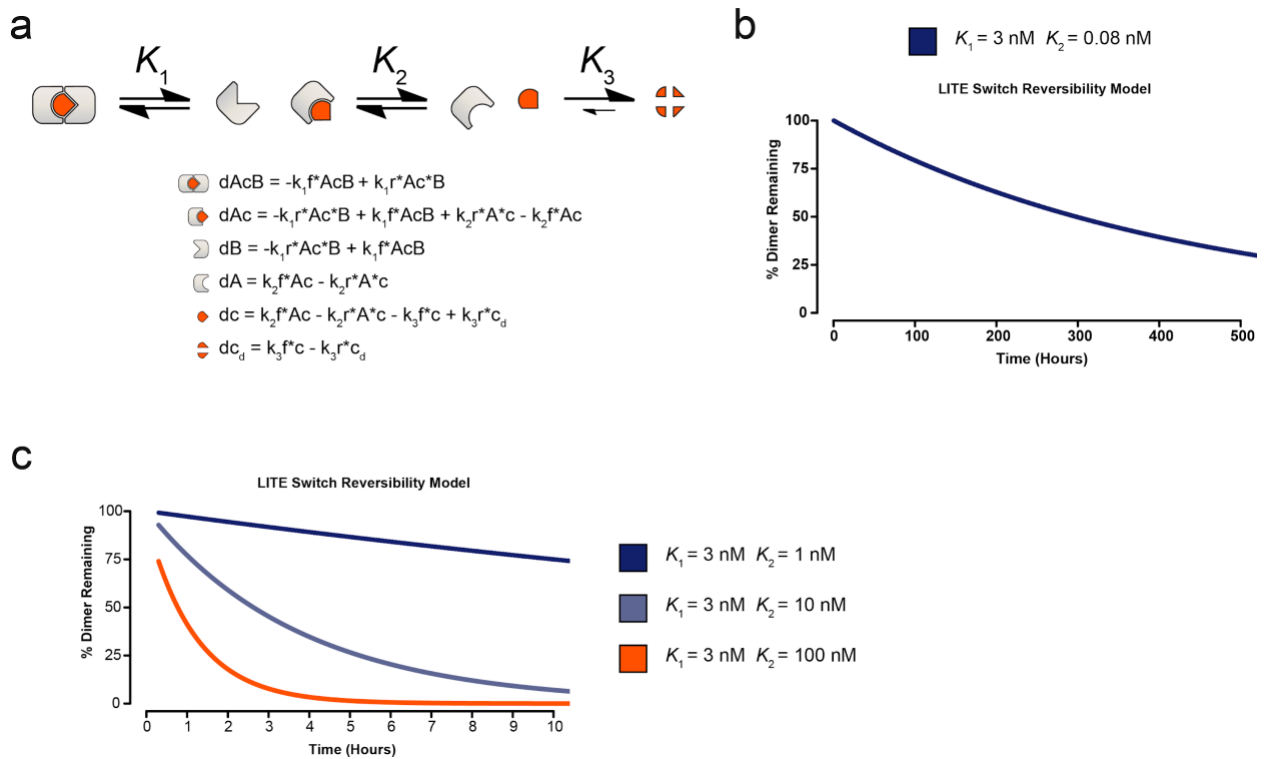 a
K₁ K₂ K₃
dAcB = -k₁f*AcB + k₁r*Ac*B
dAc = -k₁r*Ac*B + k₁f*AcB + k₂r*A*c - k₂f*Ac
dB = -k₁r*Ac*B + k₁f*AcB
dA = k₂f*Ac - k₂r*A*c
dc = k₂f*Ac - k₂r*A*c - k₃f*c + k₃r*c_d
dc_d = k₃f*c - k₃r*c_d
b
K₁ = 3 nM K₂ = 0.08 nM
LITE Switch Reversibility Model
% Dimer Remaining
100
75
50
25
0
0 100 200 300 400 500
Time (Hours)
c
LITE Switch Reversibility Model
% Dimer Remaining
100
75
50
25
0
0 1 2 3 4 5 6 7 8 9 10
Time (Hours)
K₁ = 3 nM K₂ = 1 nM
K₁ = 3 nM K₂ = 10 nM
K₁ = 3 nM K₂ = 100 nM